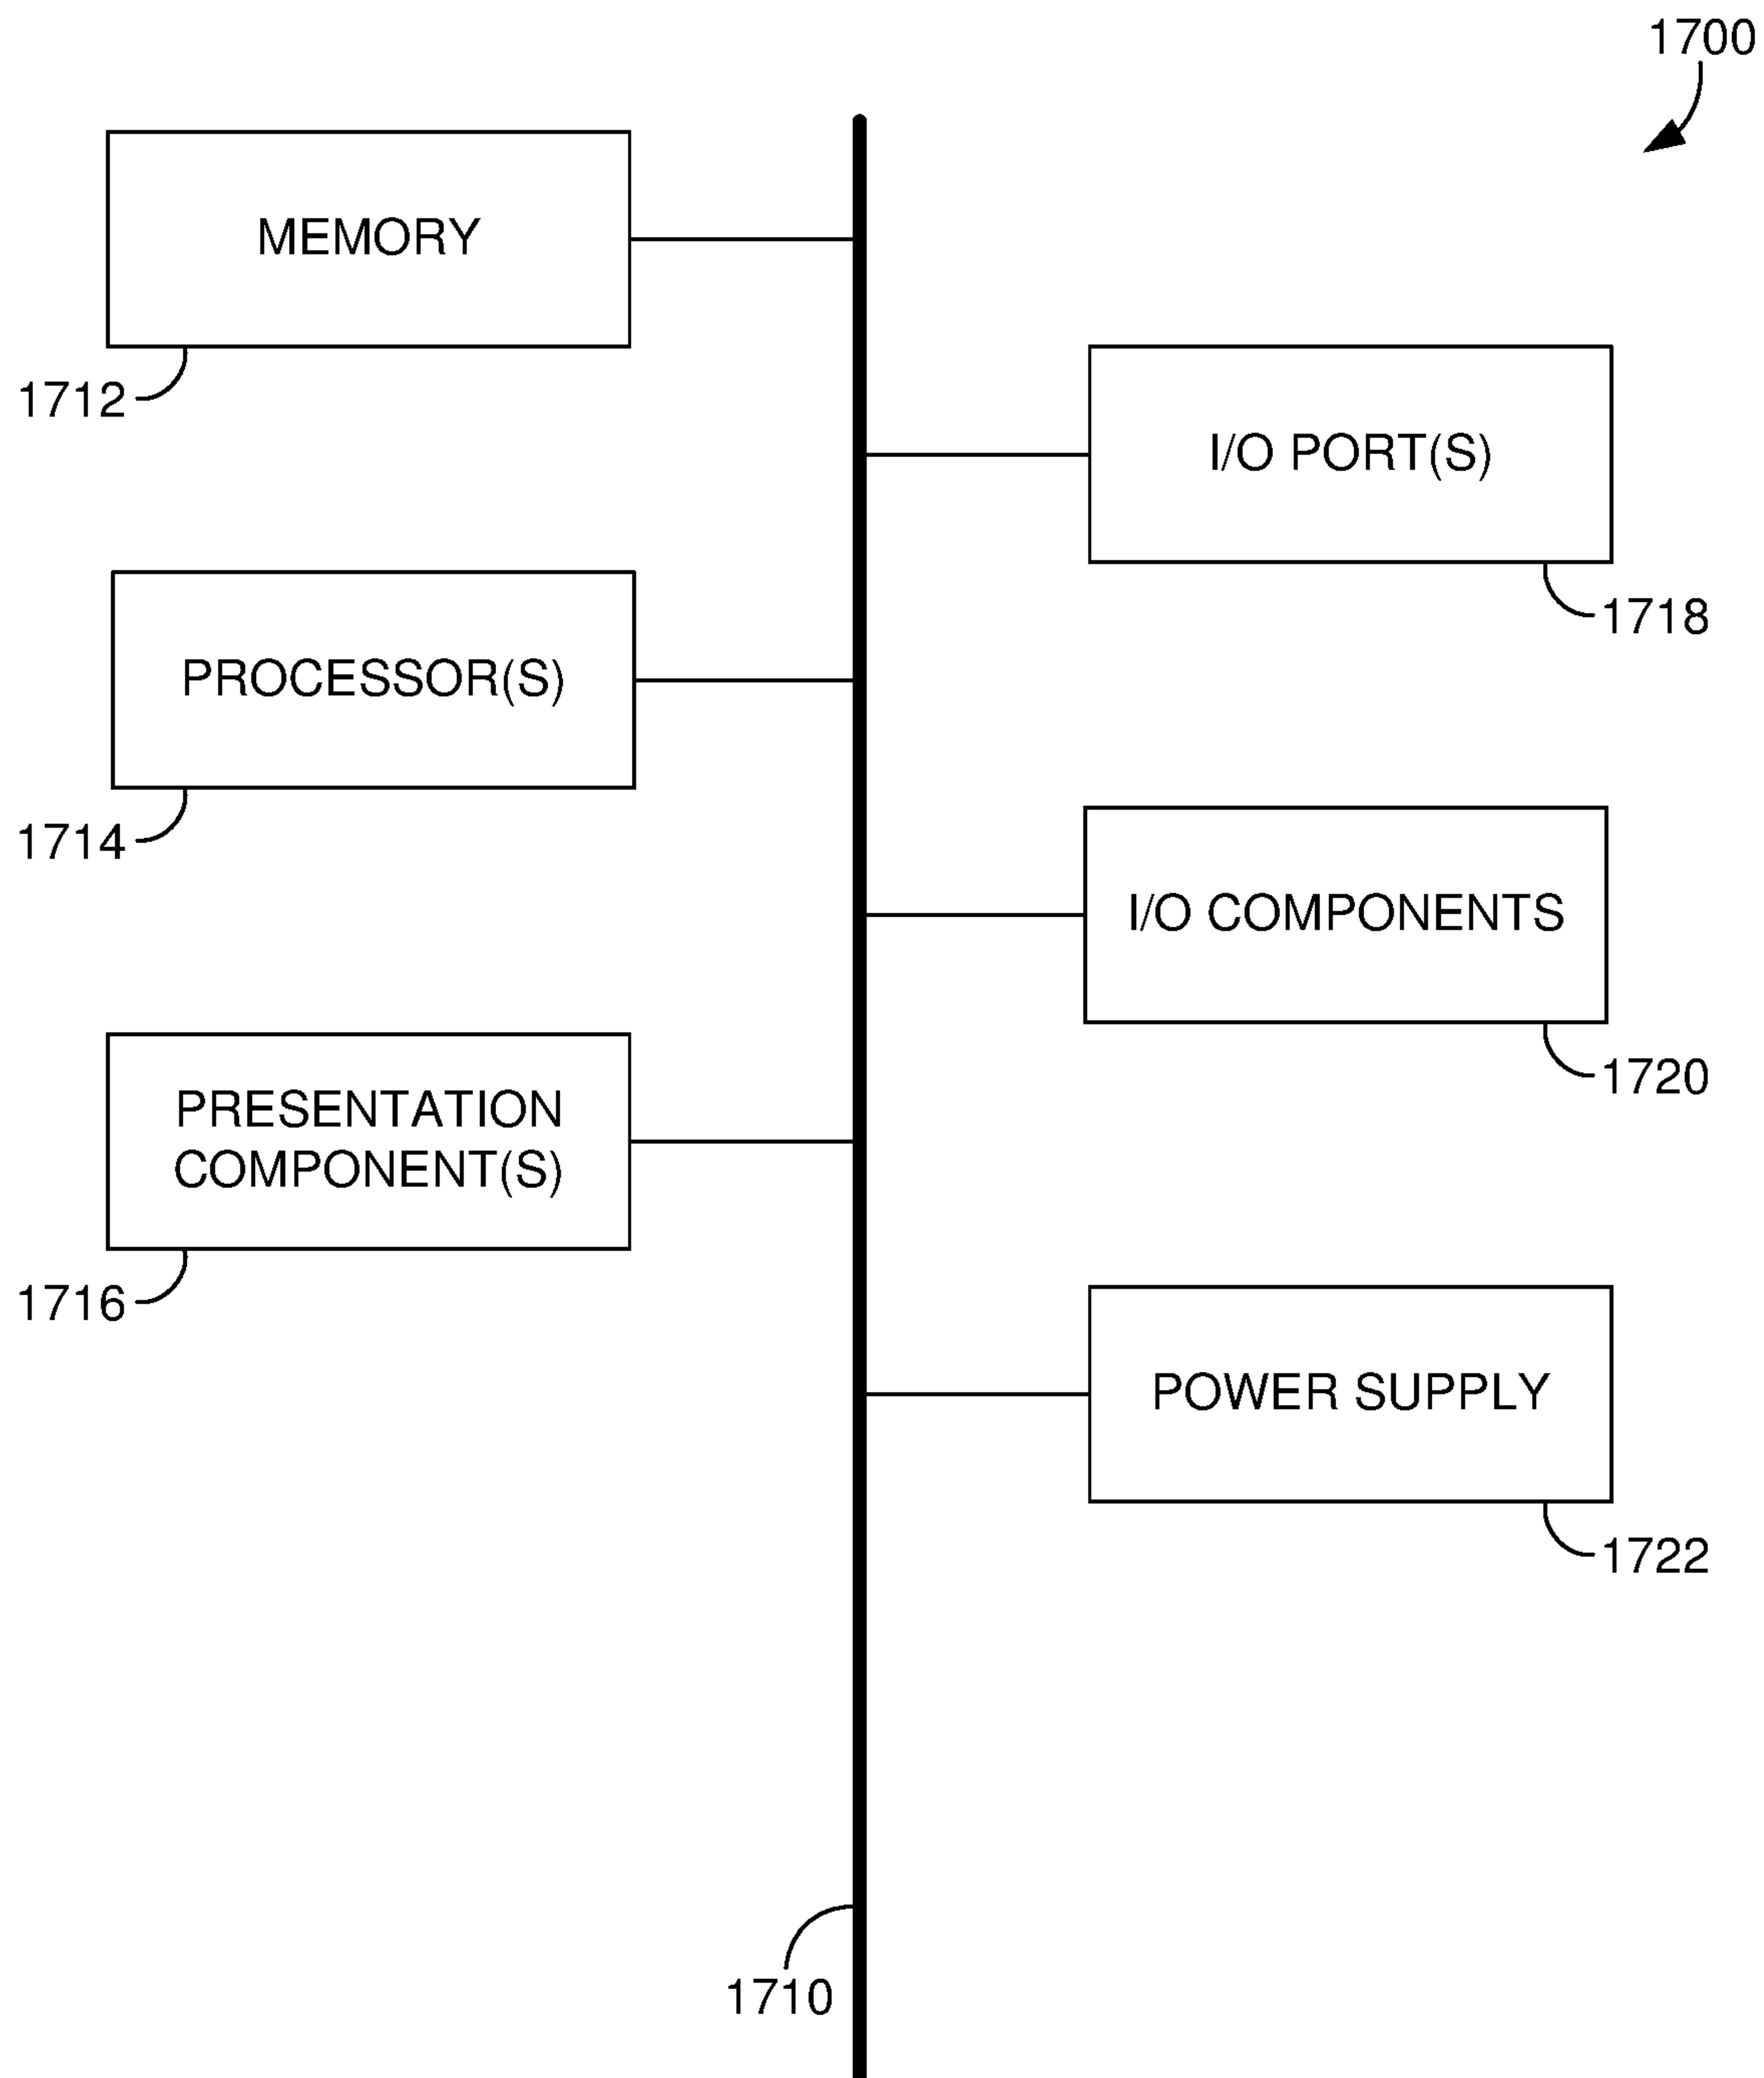 1700
MEMORY
1712
I/O PORT(S)
1718
PROCESSOR(S)
1714
I/O COMPONENTS
1720
PRESENTATION
COMPONENT(S)
1716
POWER SUPPLY
1722
1710